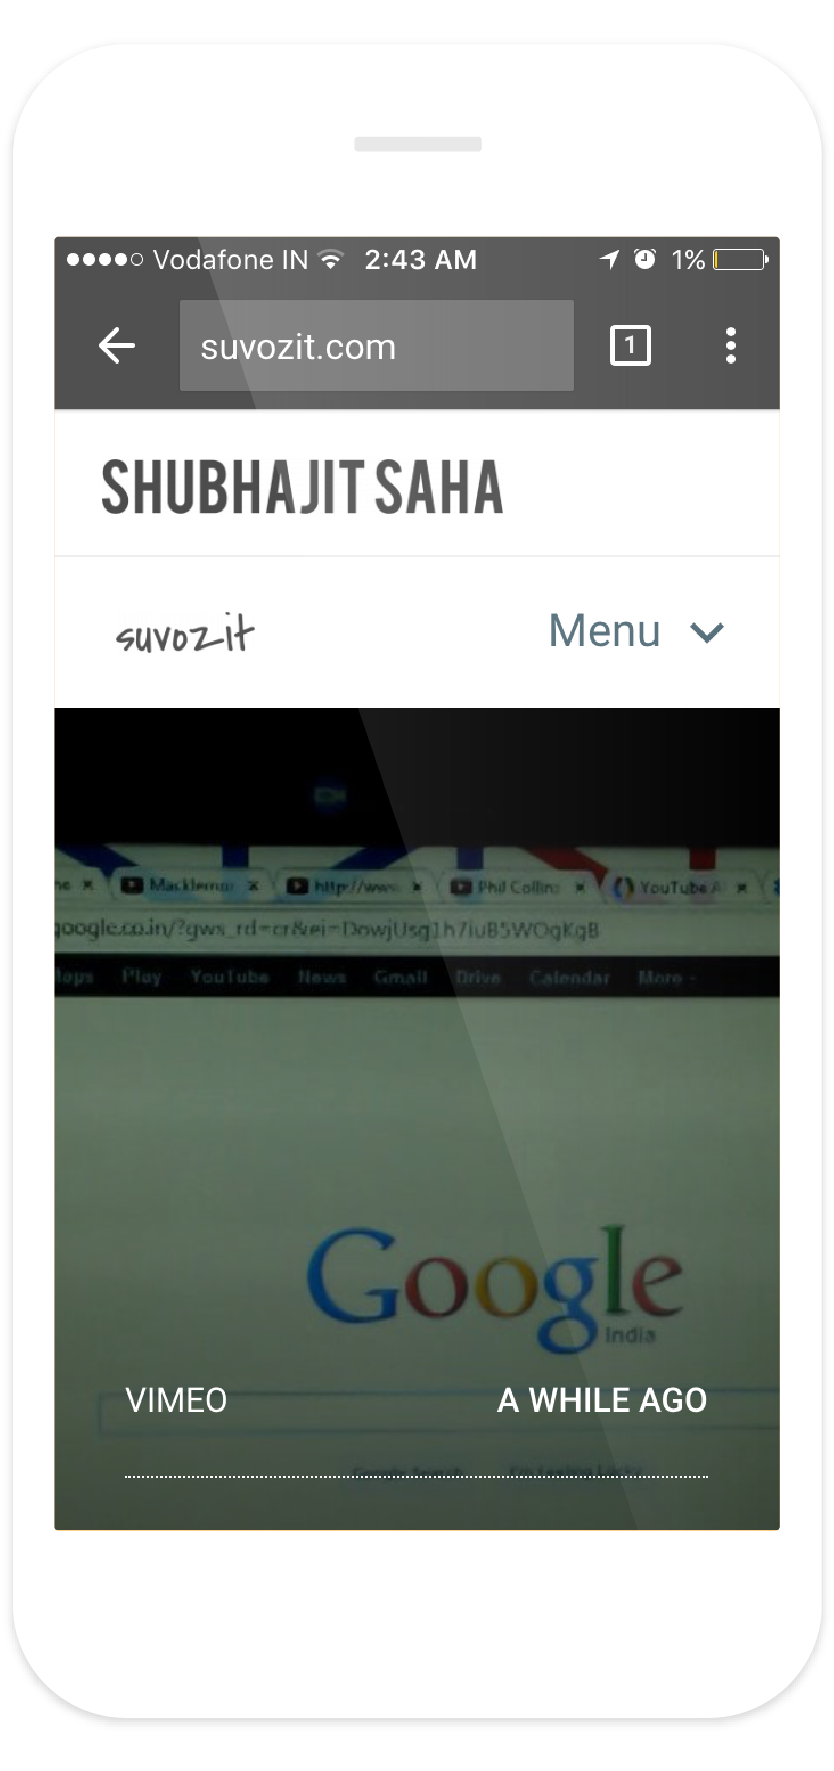 Vodafone IN 2:43 AM 1%
suvozit.com 1
SHUBHAJIT SAHA
suvozit Menu
he Macklemo http://www. Phil Collins YouTube A
google.co.in/?gws_rd=cr&ei=DowjUsg1h7iuB5WOgKgB
Maps Play YouTube News Gmail Drive Calendar More
Google
India
VIMEO A WHILE AGO